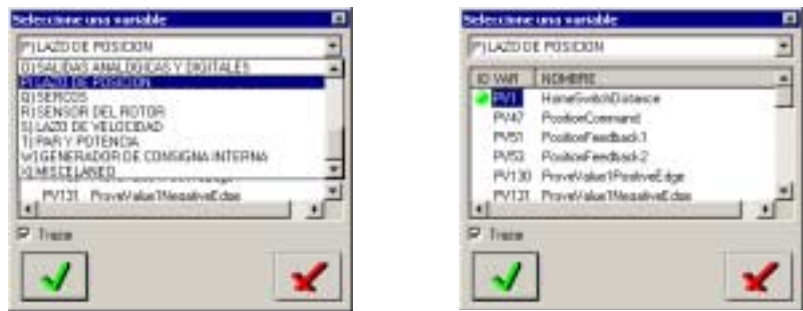 Seleccione una variable
P) LAZO DE POSICION
O) SALIDAS ANALOGICAS Y DIGITALES
P) LAZO DE POSICION
Q) SERCOS
R) SENSOR DEL ROTOR
S) LAZO DE VELOCIDAD
T) PAR Y POTENCIA
W) GENERADOR DE CONSIGNA INTERNA
X) MISCELANEO
PV131 ProveValue1NegativeEdge
Trace
Seleccione una variable
P) LAZO DE POSICION
ID VAR NOMBRE
PV1 HomeSwitchDistance
PV47 PositionCommand
PV51 PositionFeedback1
PV53 PositionFeedback2
PV130 ProveValue1PositiveEdge
PV131 ProveValue1NegativeEdge
Trace